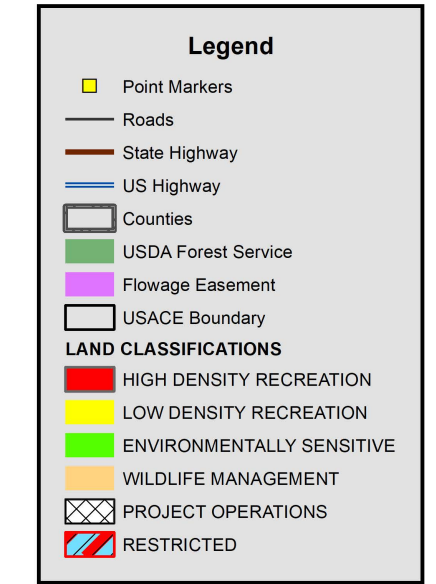 Legend
Point Markers
Roads
State Highway
US Highway
Counties
USDA Forest Service
Flowage Easement
USACE Boundary
LAND CLASSIFICATIONS
HIGH DENSITY RECREATION
LOW DENSITY RECREATION
ENVIRONMENTALLY SENSITIVE
WILDLIFE MANAGEMENT
PROJECT OPERATIONS
RESTRICTED